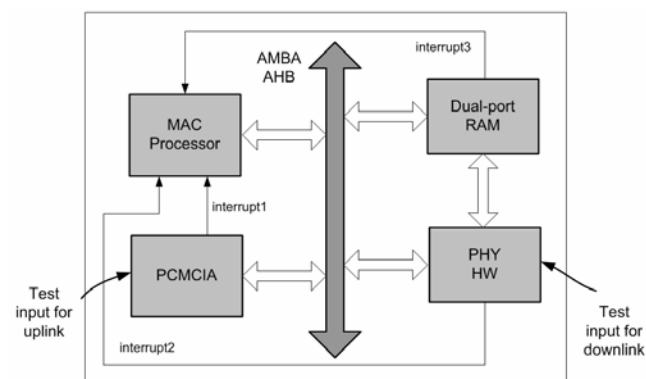 interrupt3
AMBA
AHB
MAC
Processor
Dual-port
RAM
interrupt1
PCMCIA
PHY
HW
Test
input for
uplink
interrupt2
Test
input for
downlink